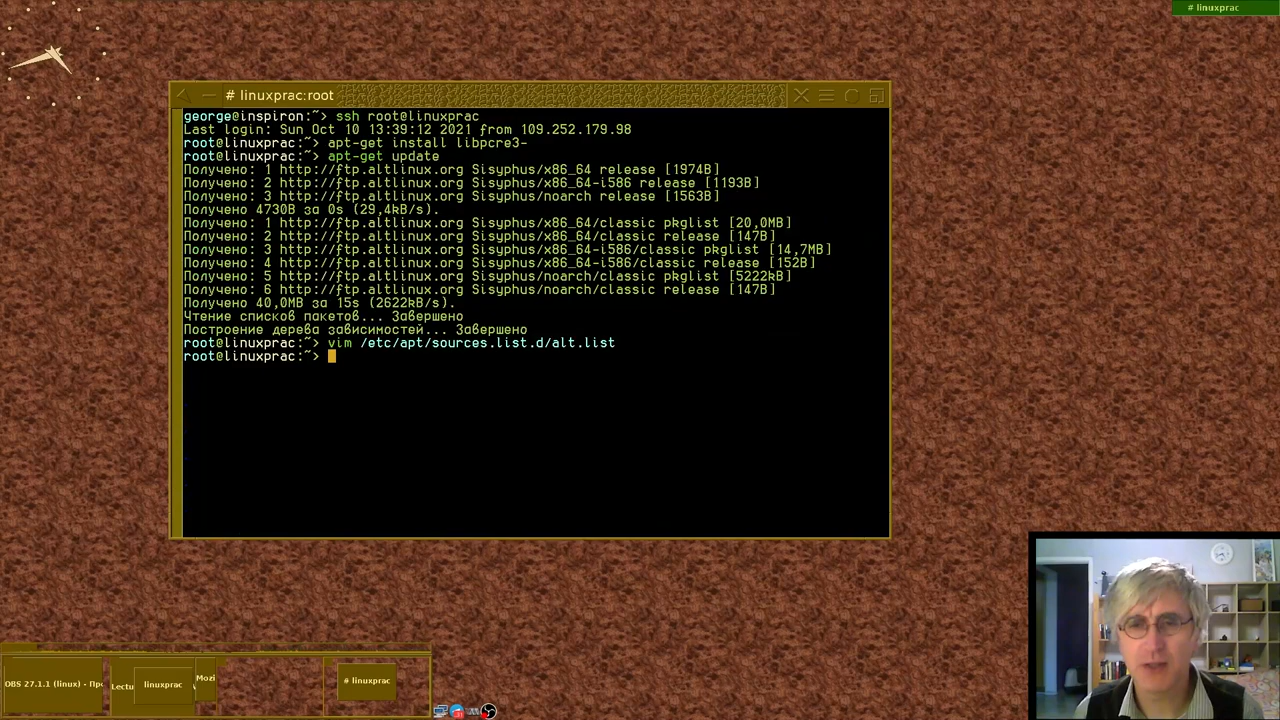 # linuxprac
# linuxprac:root
george@inspiron:~> ssh root@linuxprac
Last login: Sun Oct 10 13:39:12 2021 from 109.252.179.98
root@linuxprac:~> apt-get install libpcre3-
root@linuxprac:~> apt-get update
Получено: 1 http://ftp.altlinux.org Sisyphus/x86_64 release [1974B]
Получено: 2 http://ftp.altlinux.org Sisyphus/x86_64-i586 release [1193B]
Получено: 3 http://ftp.altlinux.org Sisyphus/noarch release [1563B]
Получено 4730B за 0s (29,4kB/s).
Получено: 1 http://ftp.altlinux.org Sisyphus/x86_64/classic pkglist [20,0MB]
Получено: 2 http://ftp.altlinux.org Sisyphus/x86_64/classic release [147B]
Получено: 3 http://ftp.altlinux.org Sisyphus/x86_64-i586/classic pkglist [14,7MB]
Получено: 4 http://ftp.altlinux.org Sisyphus/x86_64-i586/classic release [152B]
Получено: 5 http://ftp.altlinux.org Sisyphus/noarch/classic pkglist [5222kB]
Получено: 6 http://ftp.altlinux.org Sisyphus/noarch/classic release [147B]
Получено 40,0MB за 15s (2622kB/s).
Чтение списков пакетов... Завершено
Построение дерева зависимостей... Завершено
root@linuxprac:~> vim /etc/apt/sources.list.d/alt.list
root@linuxprac:~>
OBS 27.1.1 (linux) - Про
Lectu
linuxprac
Mozi
# linuxprac